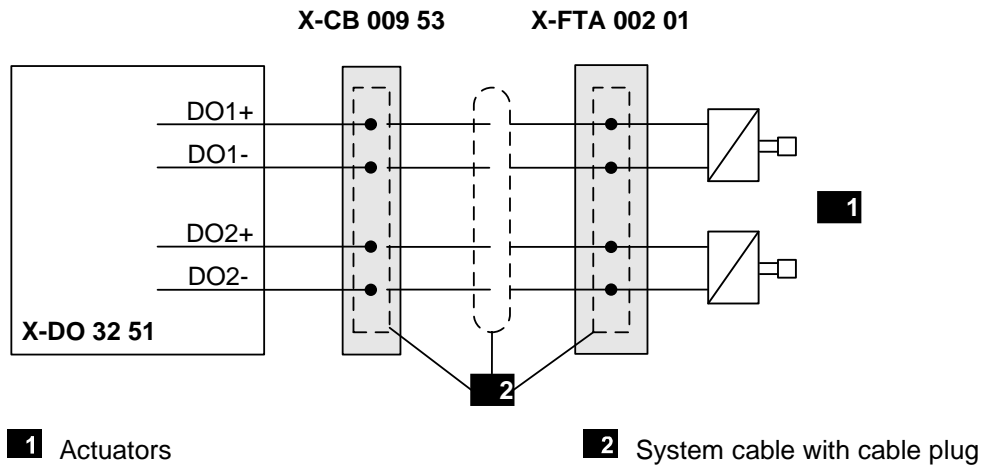 X-CB 009 53 X-FTA 002 01
DO1+
DO1-
DO2+
DO2-
X-DO 32 51
1
2
1 Actuators 2 System cable with cable plug